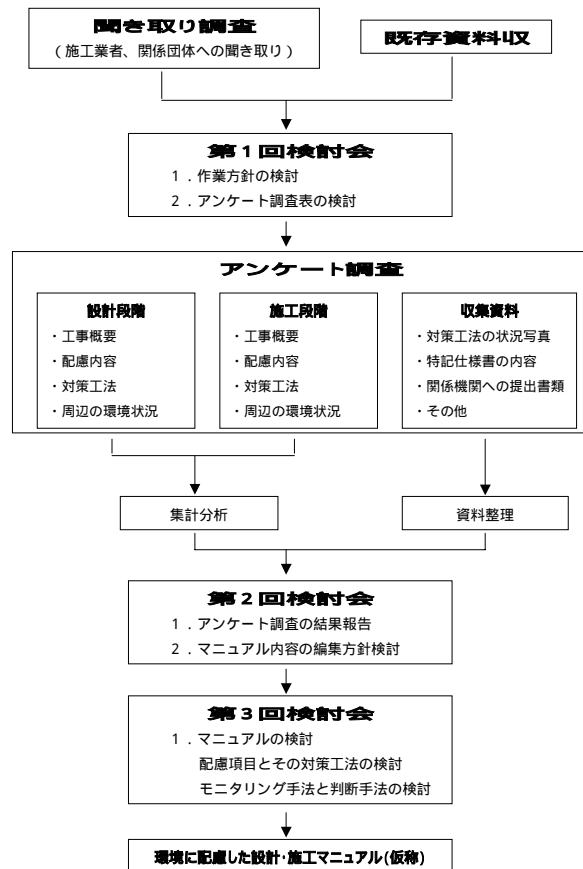 聞き取り調査
（施工業者、関係団体への聞き取り）
既存資料収
第１回検討会
１．作業方針の検討
２．アンケート調査表の検討
アンケート調査
設計段階
・工事概要
・配慮内容
・対策工法
・周辺の環境状況
施工段階
・工事概要
・配慮内容
・対策工法
・周辺の環境状況
収集資料
・対策工法の状況写真
・特記仕様書の内容
・関係機関への提出書類
・その他
集計分析
資料整理
第２回検討会
１．アンケート調査の結果報告
２．マニュアル内容の編集方針検討
第３回検討会
１．マニュアルの検討
配慮項目とその対策工法の検討
モニタリング手法と判断手法の検討
環境に配慮した設計・施工マニュアル(仮称)